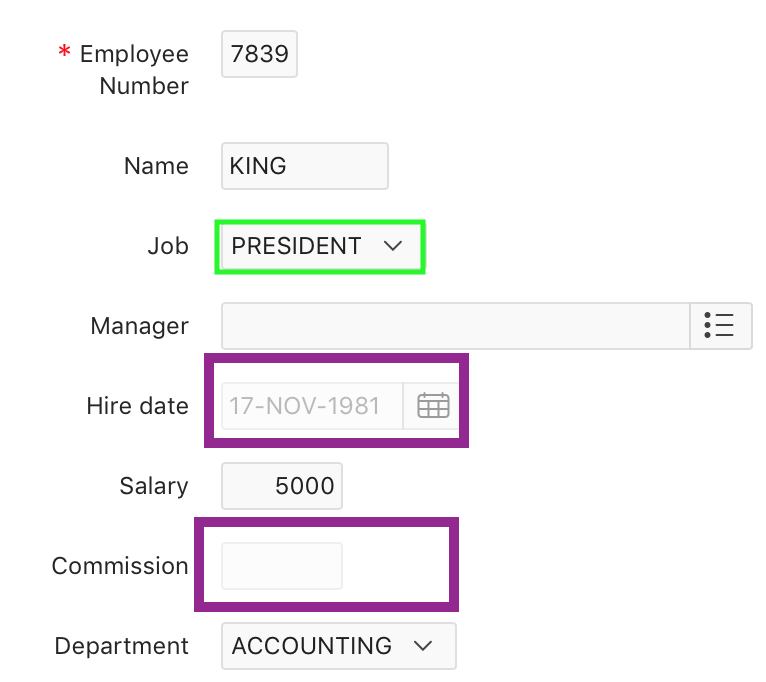 * Employee Number 7839
Name KING
Job PRESIDENT
Manager
Hire date 17-NOV-1981
Salary 5000
Commission
Department ACCOUNTING